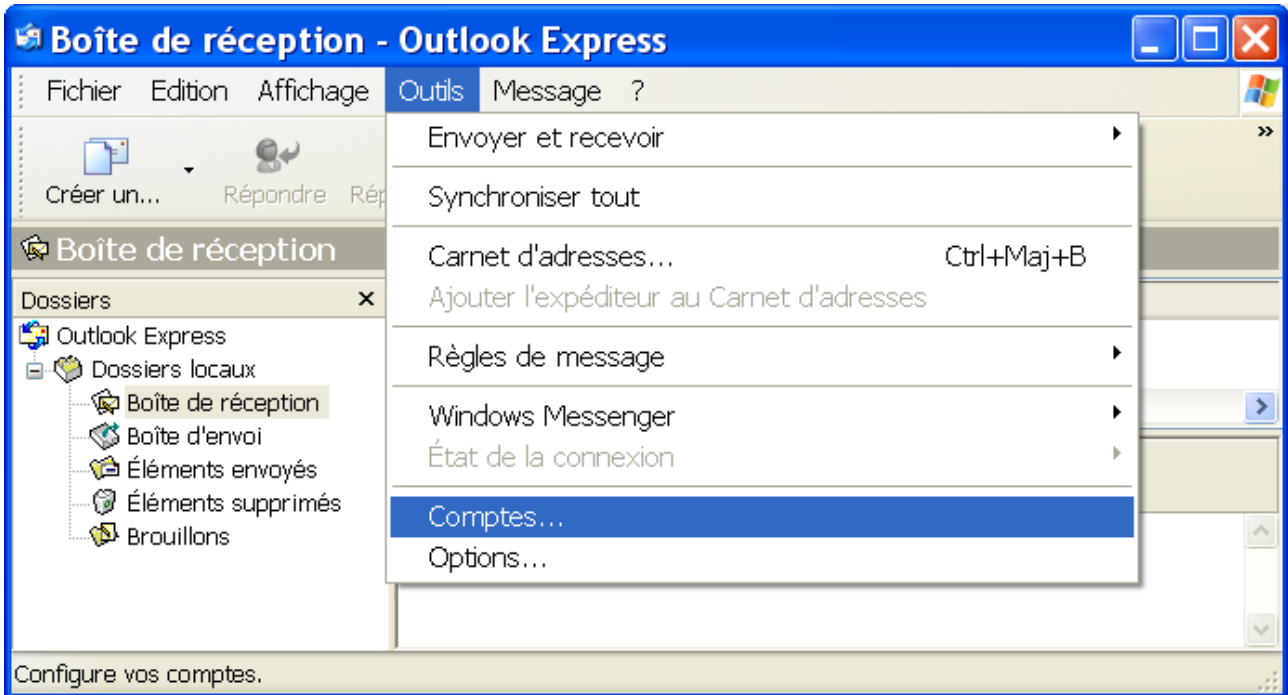 Boîte de réception - Outlook Express
Fichier Edition Affichage Outils Message ?
Créer un... Répondre Rép
Envoyer et recevoir
Synchroniser tout
Carnet d'adresses... Ctrl+Maj+B
Ajouter l'expéditeur au Carnet d'adresses
Règles de message
Windows Messenger
État de la connexion
Comptes...
Options...
Boîte de réception
Dossiers
Outlook Express
Dossiers locaux
Boîte de réception
Boîte d'envoi
Éléments envoyés
Éléments supprimés
Brouillons
Configure vos comptes.